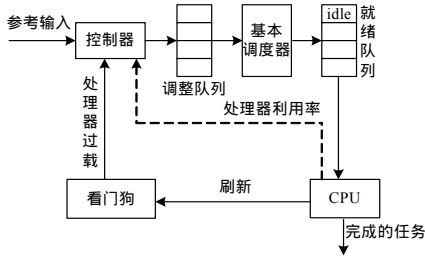 参考输入
控制器
调整队列
基本
调度器
idle
就绪队列
处理器过载
处理器利用率
看门狗
刷新
CPU
完成的任务